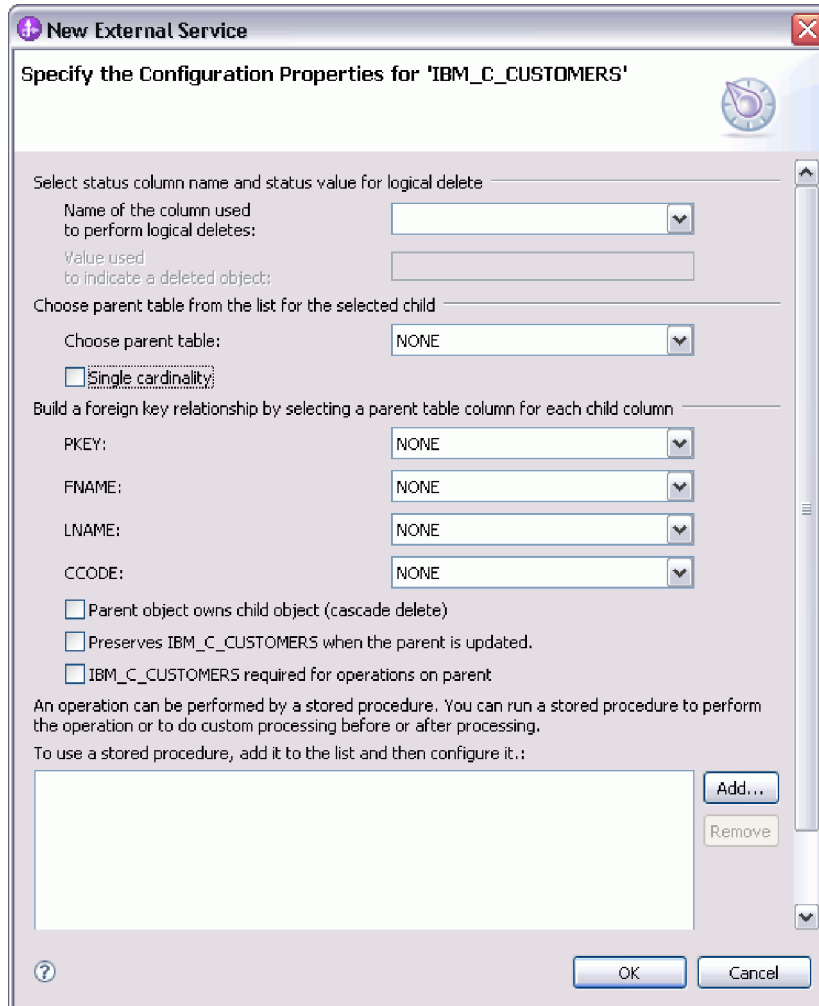 New External Service
Specify the Configuration Properties for 'IBM_C_CUSTOMERS'
Select status column name and status value for logical delete
Name of the column used
to perform logical deletes:
Value used
to indicate a deleted object:
Choose parent table from the list for the selected child
Choose parent table: NONE
Single cardinality
Build a foreign key relationship by selecting a parent table column for each child column
PKEY: NONE
FNAME: NONE
LNAME: NONE
CCODE: NONE
Parent object owns child object (cascade delete)
Preserves IBM_C_CUSTOMERS when the parent is updated.
IBM_C_CUSTOMERS required for operations on parent
An operation can be performed by a stored procedure. You can run a stored procedure to perform
the operation or to do custom processing before or after processing.
To use a stored procedure, add it to the list and then configure it.:
Add...
Remove
? OK Cancel